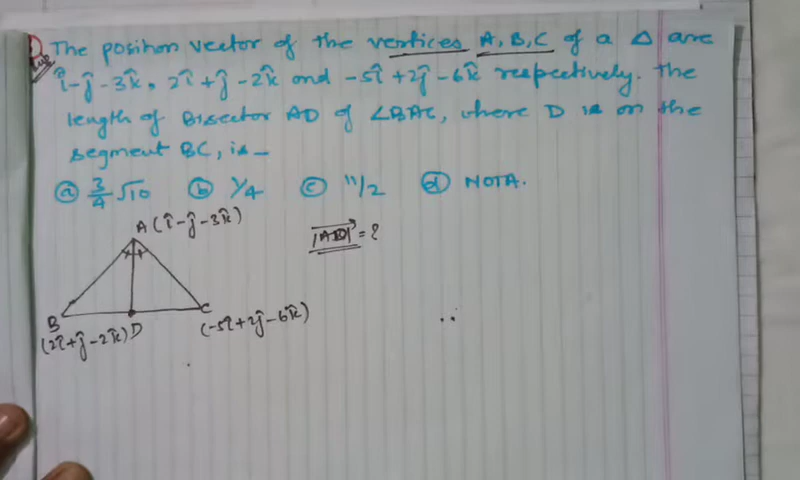 The position vector of the vertices A, B, C of a Δ are
î-ĵ-3k̂, 2î+ĵ-2k̂ and -5î+2ĵ-6k̂ respectively. The
length of Bisector AD of ∠BAC, where D is on the
segment BC, is -
ⓐ 3/4 √10 ⓑ 1/4 ⓒ 11/2 ⓓ NOTA.
A(î-ĵ-3k̂)
|AD→| = ?
B D C
(2î+ĵ-2k̂) (-5î+2ĵ-6k̂)